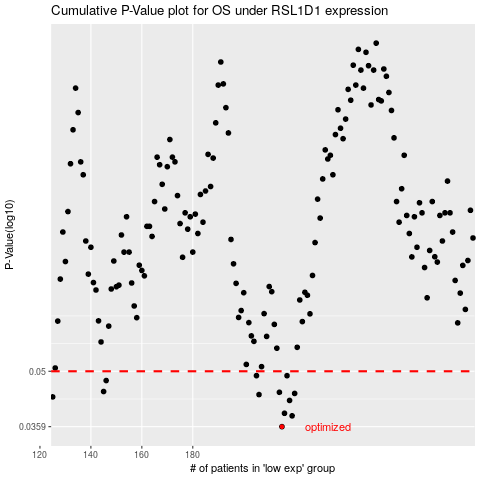 Cumulative P-Value plot for OS under RSL1D1 expression
P-Value(log10)
0.05
0.0359
optimized
120 140 160 180
# of patients in 'low exp' group